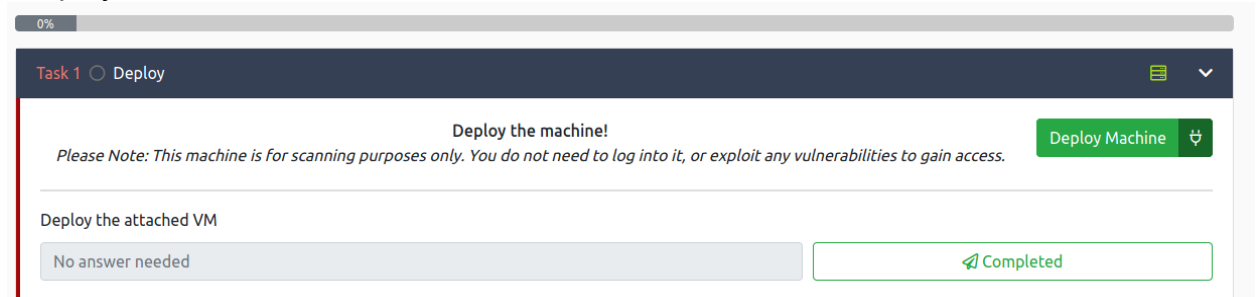 0%
Task 1 Deploy
Deploy the machine!
Please Note: This machine is for scanning purposes only. You do not need to log into it, or exploit any vulnerabilities to gain access.
Deploy Machine
Deploy the attached VM
No answer needed
Completed